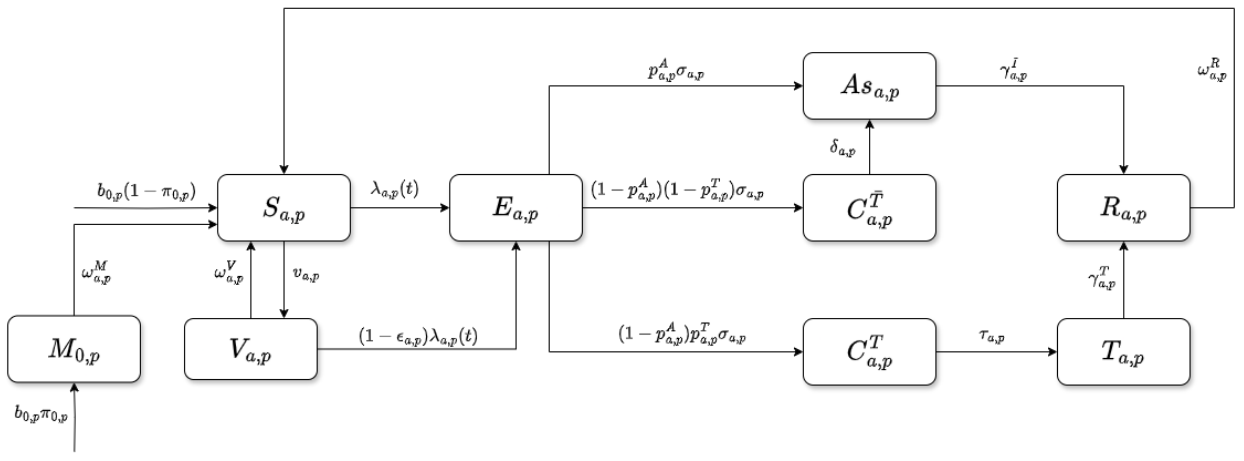 p^A_{a,p}σ_{a,p}
As_{a,p}
γ^Ī_{a,p}
ω^R_{a,p}
δ_{a,p}
b_{0,p}(1 − π_{0,p})
S_{a,p}
λ_{a,p}(t)
E_{a,p}
(1−p^A_{a,p})(1−p^T_{a,p})σ_{a,p}
C^{T̄}_{a,p}
R_{a,p}
ω^M_{a,p}
ω^V_{a,p}
v_{a,p}
γ^T_{a,p}
M_{0,p}
V_{a,p}
(1 − ϵ_{a,p})λ_{a,p}(t)
(1−p^A_{a,p})p^T_{a,p}σ_{a,p}
C^T_{a,p}
τ_{a,p}
T_{a,p}
b_{0,p}π_{0,p}